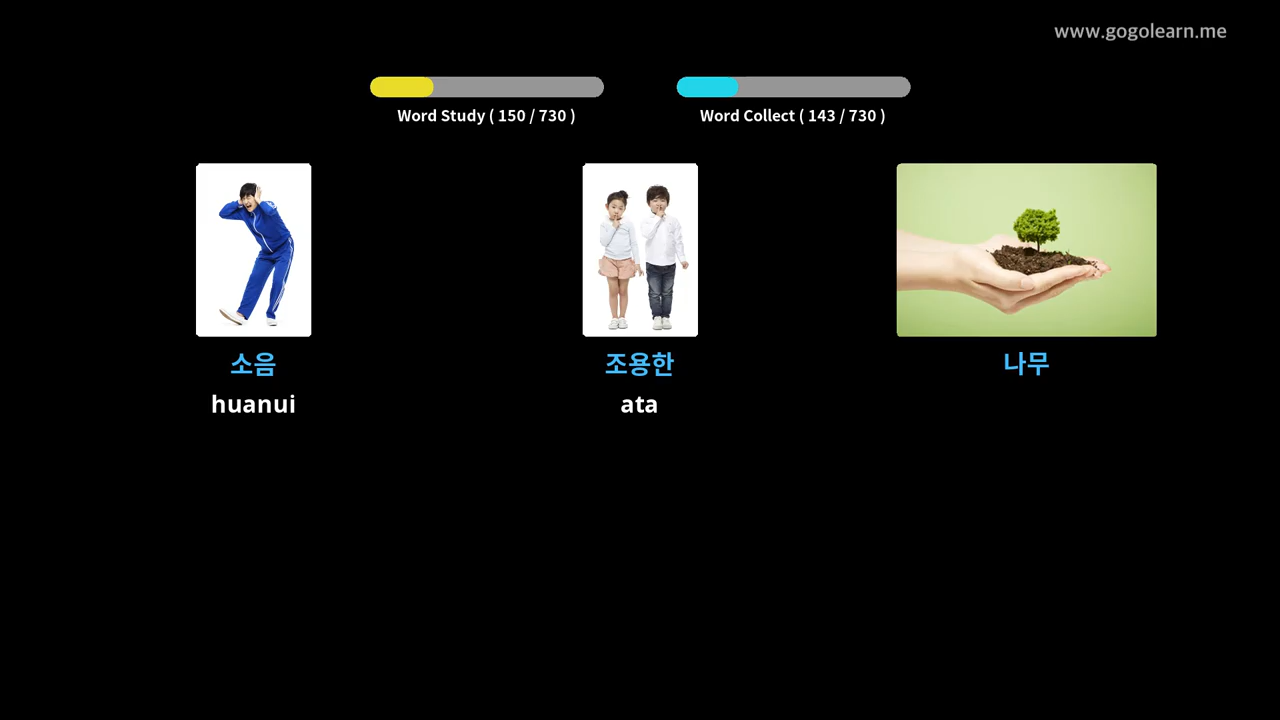 www.gogolearn.me
Word Study ( 150 / 730 )
Word Collect ( 143 / 730 )
소음
조용한
나무
huanui
ata